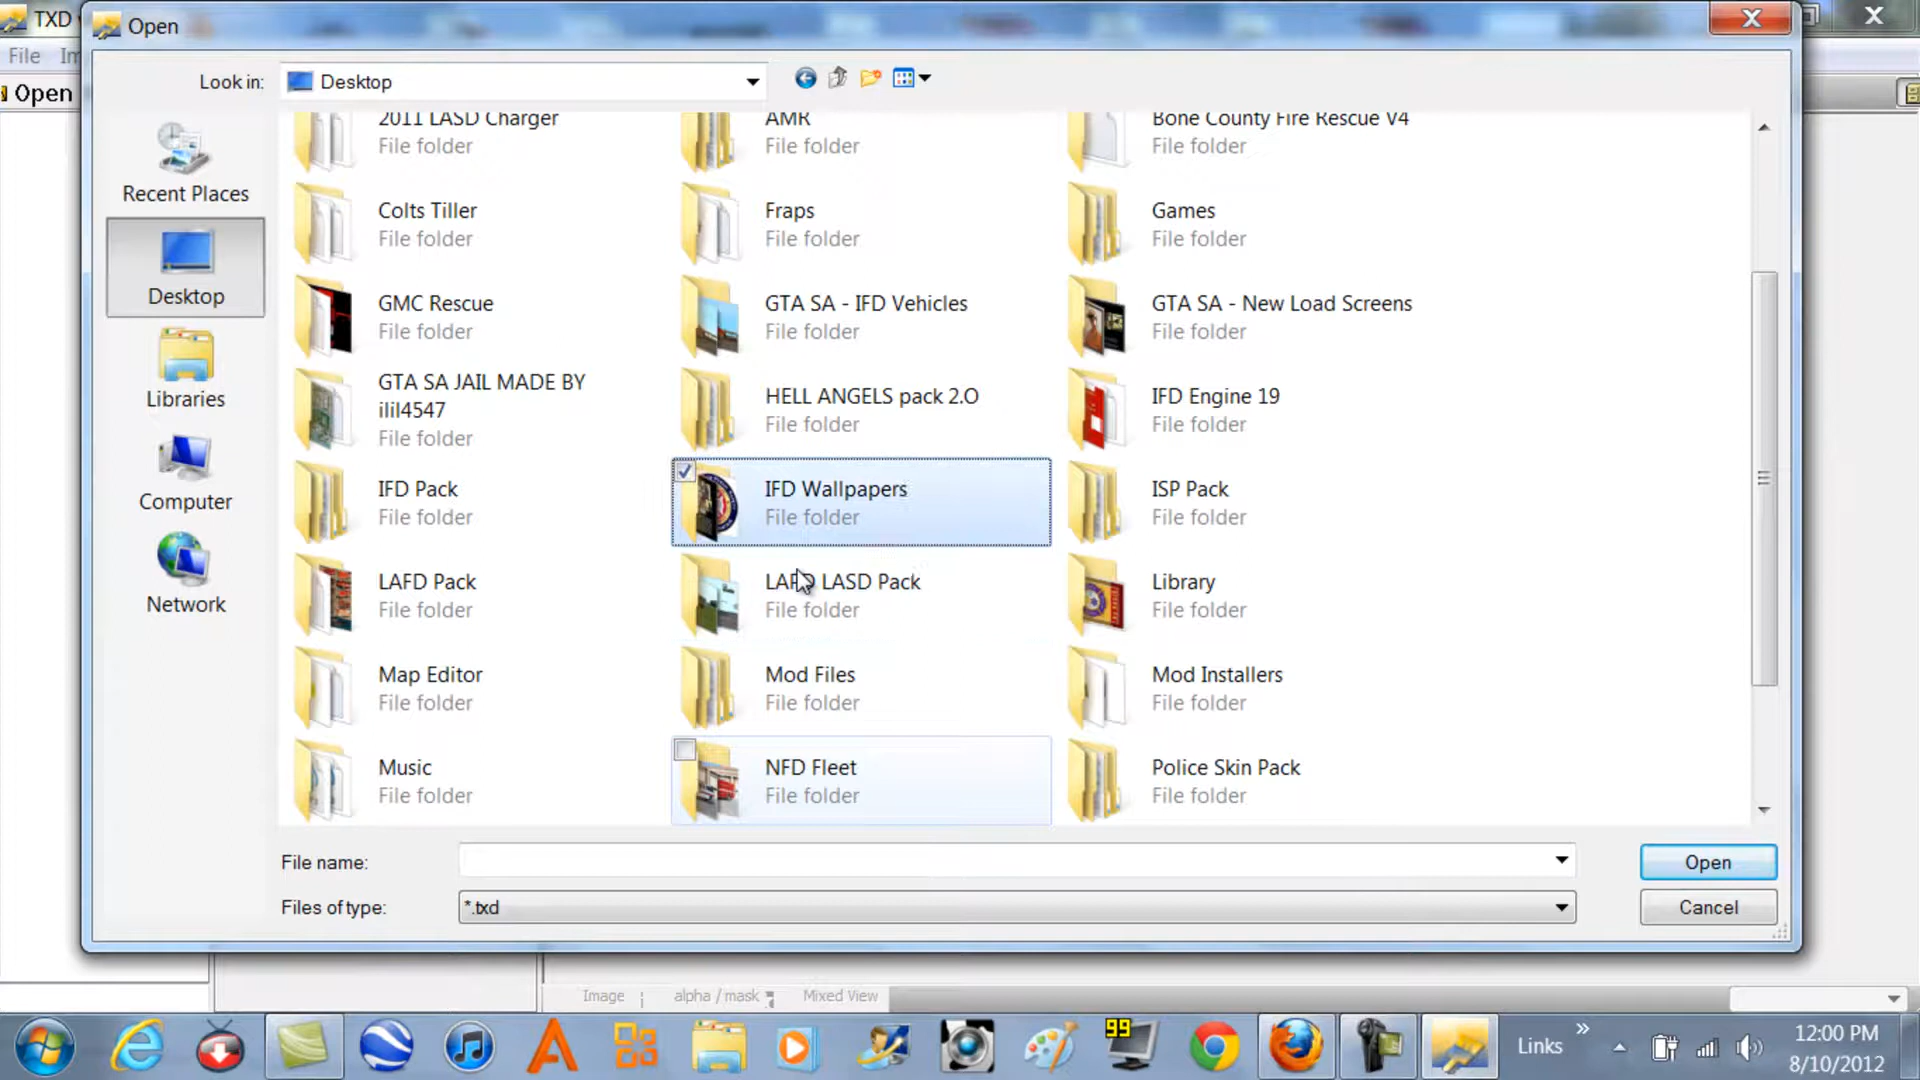 TXD
Open
File
Open
Look in:
Desktop
Recent Places
Desktop
Libraries
Computer
Network
2011 LASD Charger
File folder
AMR
File folder
Bone County Fire Rescue V4
File folder
Colts Tiller
File folder
Fraps
File folder
Games
File folder
GMC Rescue
File folder
GTA SA - IFD Vehicles
File folder
GTA SA - New Load Screens
File folder
GTA SA JAIL MADE BY
ilil4547
File folder
HELL ANGELS pack 2.O
File folder
IFD Engine 19
File folder
IFD Pack
File folder
IFD Wallpapers
File folder
ISP Pack
File folder
LAFD Pack
File folder
LAFD LASD Pack
File folder
Library
File folder
Map Editor
File folder
Mod Files
File folder
Mod Installers
File folder
Music
File folder
NFD Fleet
File folder
Police Skin Pack
File folder
File name:
Open
Files of type:
*.txd
Cancel
Image
alpha / mask
Mixed View
99
Links
12:00 PM
8/10/2012